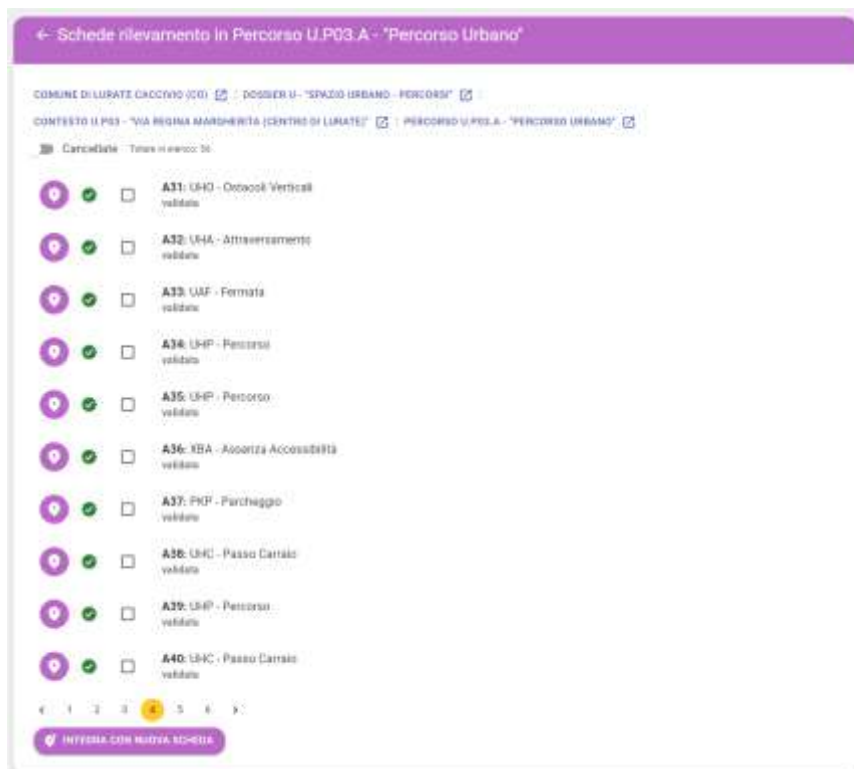 ← Schede rilevamento in Percorso U.P03.A - "Percorso Urbano"
COMUNE DI LURATE CACCIVIO (CO) : DOSSIER U - "SPAZIO URBANO - PERCORSI" :
CONTESTO U.P03 - "VIA REGINA MARGHERITA (CENTRO DI LURATE)" : PERCORSO U.P03.A - "PERCORSO URBANO"
Cancellate Totale in elenco: 56
A31: UHO - Ostacoli Verticali
validata
A32: UHA - Attraversamento
validata
A33: UAF - Fermata
validata
A34: UHP - Percorso
validata
A35: UHP - Percorso
validata
A36: XBA - Assenza Accessibilità
validata
A37: PKP - Parcheggio
validata
A38: UHC - Passo Carraio
validata
A39: UHP - Percorso
validata
A40: UHC - Passo Carraio
validata
‹ 1 2 3 4 5 6 ›
INTEGRA CON NUOVA SCHEDA